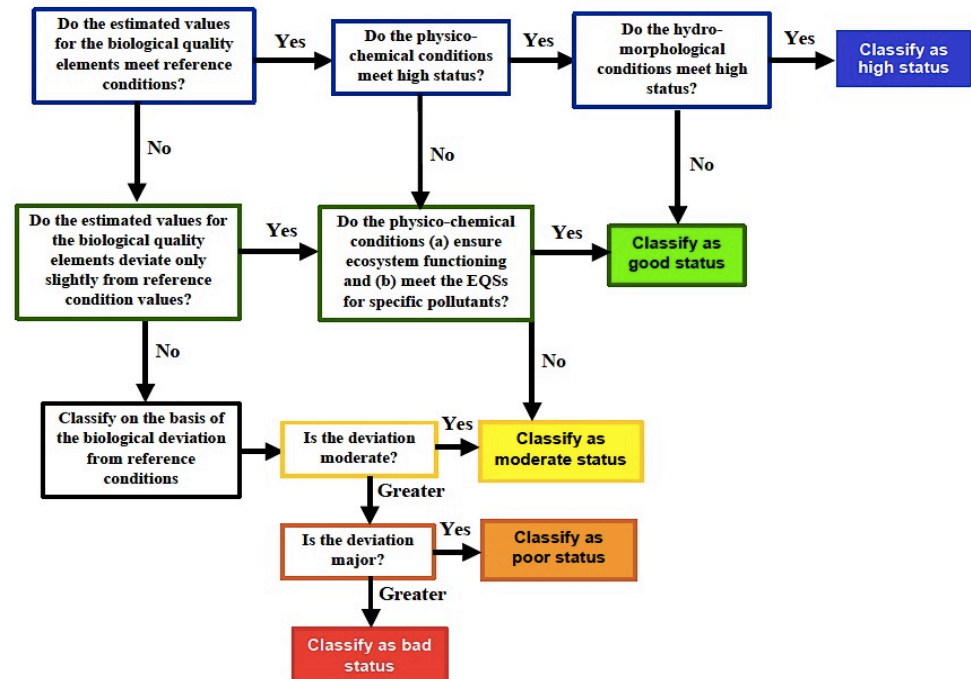 Do the estimated values
for the biological quality
elements meet reference
conditions?
Yes
Do the physico-
chemical conditions
meet high status?
Yes
Do the hydro-
morphological
conditions meet high
status?
Yes
Classify as
high status
No
No
No
Do the estimated values for
the biological quality
elements deviate only
slightly from reference
condition values?
Yes
Do the physico-chemical
conditions (a) ensure
ecosystem functioning
and (b) meet the EQSs
for specific pollutants?
Yes
Classify as
good status
No
No
Classify on the basis of
the biological deviation
from reference
conditions
Is the deviation
moderate?
Yes
Classify as
moderate status
Greater
Is the deviation
major?
Yes
Classify as
poor status
Greater
Classify as bad
status